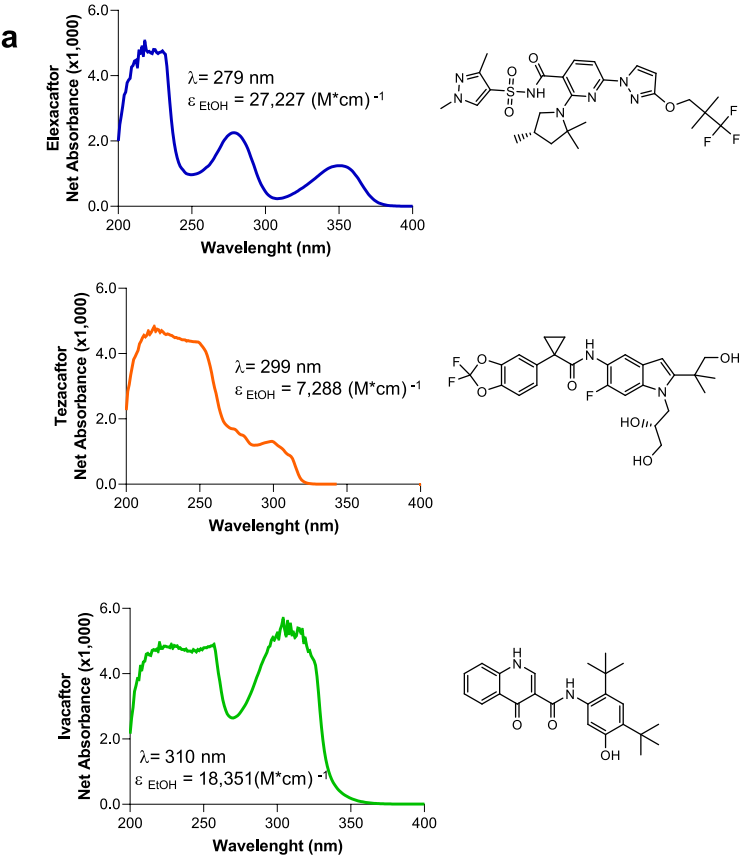 a
6.0
4.0
2.0
0.0
200
250
300
350
400
Elexacaftor
Net Absorbance (x1,000)
Wavelenght (nm)
λ= 279 nm
ε EtOH = 27,227 (M*cm) -1
O
N
N
S
O
O
NH
N
N
N
N
O
F
F
F
6.0
4.0
2.0
0.0
200
250
300
350
400
Tezacaftor
Net Absorbance (x1,000)
Wavelenght (nm)
λ= 299 nm
ε EtOH = 7,288 (M*cm) -1
F
F
O
O
H
N
O
F
N
OH
HO
HO
6.0
4.0
2.0
0.0
200
250
300
350
400
Ivacaftor
Net Absorbance (x1,000)
Wavelenght (nm)
λ= 310 nm
ε EtOH = 18,351(M*cm) -1
H
N
O
O
H
N
OH